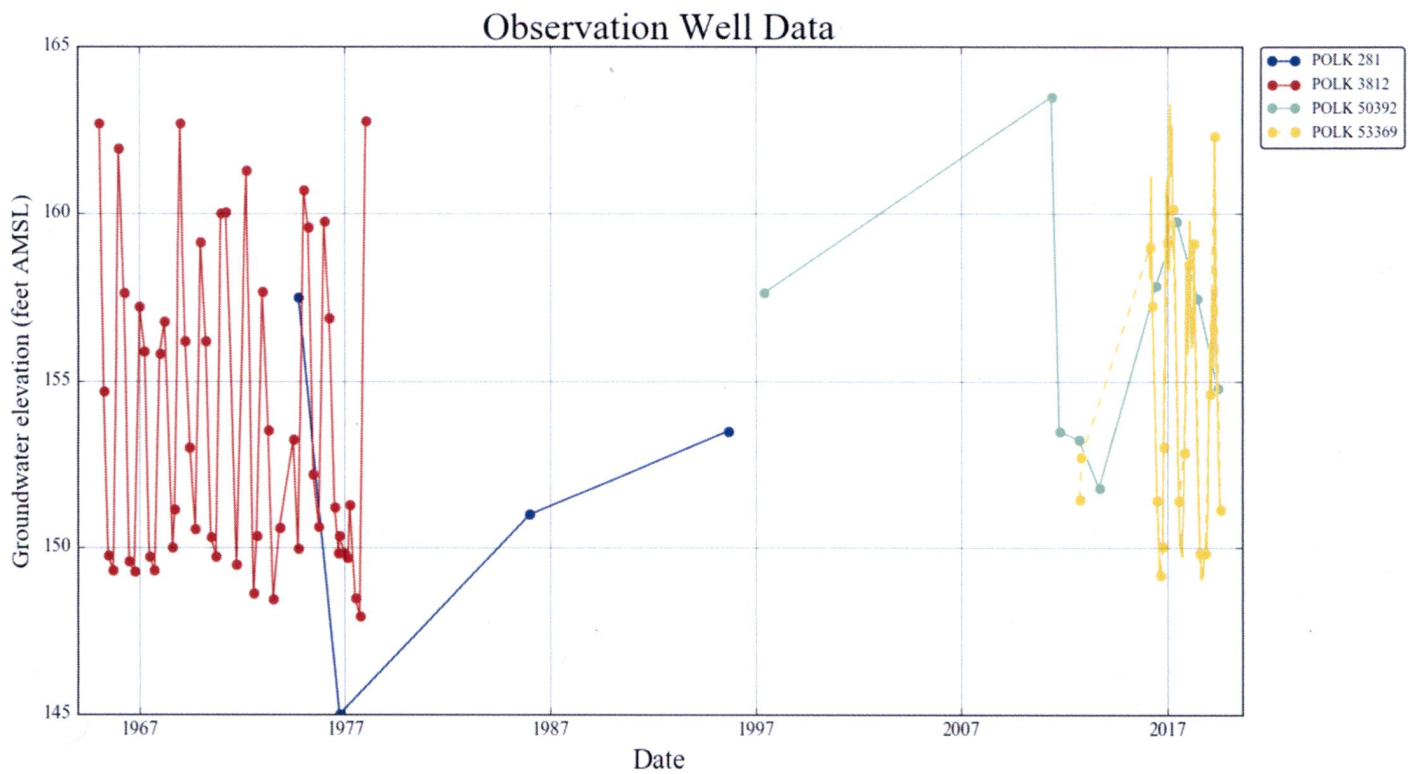 Observation Well Data
165
160
155
150
145
Groundwater elevation (feet AMSL)
1967
1977
1987
1997
2007
2017
Date
POLK 281
POLK 3812
POLK 50392
POLK 53369